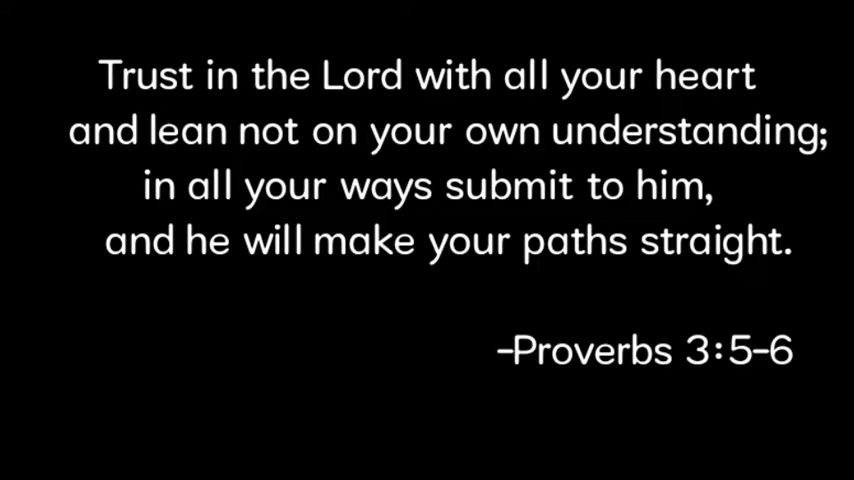 Trust in the Lord with all your heart
and lean not on your own understanding;
in all your ways submit to him,
and he will make your paths straight.
-Proverbs 3:5-6